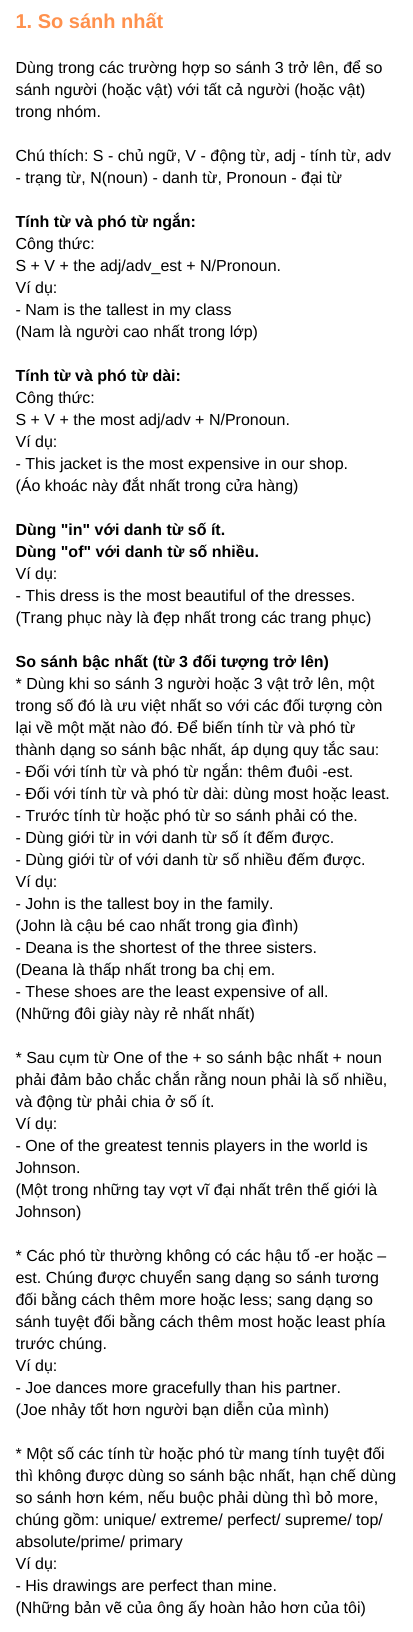 1. So sánh nhất
Dùng trong các trường hợp so sánh 3 trở lên, để so
sánh người (hoặc vật) với tất cả người (hoặc vật)
trong nhóm.
Chú thích: S - chủ ngữ, V - động từ, adj - tính từ, adv
- trạng từ, N(noun) - danh từ, Pronoun - đại từ
Tính từ và phó từ ngắn:
Công thức:
S + V + the adj/adv_est + N/Pronoun.
Ví dụ:
- Nam is the tallest in my class
(Nam là người cao nhất trong lớp)
Tính từ và phó từ dài:
Công thức:
S + V + the most adj/adv + N/Pronoun.
Ví dụ:
- This jacket is the most expensive in our shop.
(Áo khoác này đắt nhất trong cửa hàng)
Dùng "in" với danh từ số ít.
Dùng "of" với danh từ số nhiều.
Ví dụ:
- This dress is the most beautiful of the dresses.
(Trang phục này là đẹp nhất trong các trang phục)
So sánh bậc nhất (từ 3 đối tượng trở lên)
* Dùng khi so sánh 3 người hoặc 3 vật trở lên, một
trong số đó là ưu việt nhất so với các đối tượng còn
lại về một mặt nào đó. Để biến tính từ và phó từ
thành dạng so sánh bậc nhất, áp dụng quy tắc sau:
- Đối với tính từ và phó từ ngắn: thêm đuôi -est.
- Đối với tính từ và phó từ dài: dùng most hoặc least.
- Trước tính từ hoặc phó từ so sánh phải có the.
- Dùng giới từ in với danh từ số ít đếm được.
- Dùng giới từ of với danh từ số nhiều đếm được.
Ví dụ:
- John is the tallest boy in the family.
(John là cậu bé cao nhất trong gia đình)
- Deana is the shortest of the three sisters.
(Deana là thấp nhất trong ba chị em.
- These shoes are the least expensive of all.
(Những đôi giày này rẻ nhất nhất)
* Sau cụm từ One of the + so sánh bậc nhất + noun
phải đảm bảo chắc chắn rằng noun phải là số nhiều,
và động từ phải chia ở số ít.
Ví dụ:
- One of the greatest tennis players in the world is
Johnson.
(Một trong những tay vợt vĩ đại nhất trên thế giới là
Johnson)
* Các phó từ thường không có các hậu tố -er hoặc –
est. Chúng được chuyển sang dạng so sánh tương
đối bằng cách thêm more hoặc less; sang dạng so
sánh tuyệt đối bằng cách thêm most hoặc least phía
trước chúng.
Ví dụ:
- Joe dances more gracefully than his partner.
(Joe nhảy tốt hơn người bạn diễn của mình)
* Một số các tính từ hoặc phó từ mang tính tuyệt đối
thì không được dùng so sánh bậc nhất, hạn chế dùng
so sánh hơn kém, nếu buộc phải dùng thì bỏ more,
chúng gồm: unique/ extreme/ perfect/ supreme/ top/
absolute/prime/ primary
Ví dụ:
- His drawings are perfect than mine.
(Những bản vẽ của ông ấy hoàn hảo hơn của tôi)